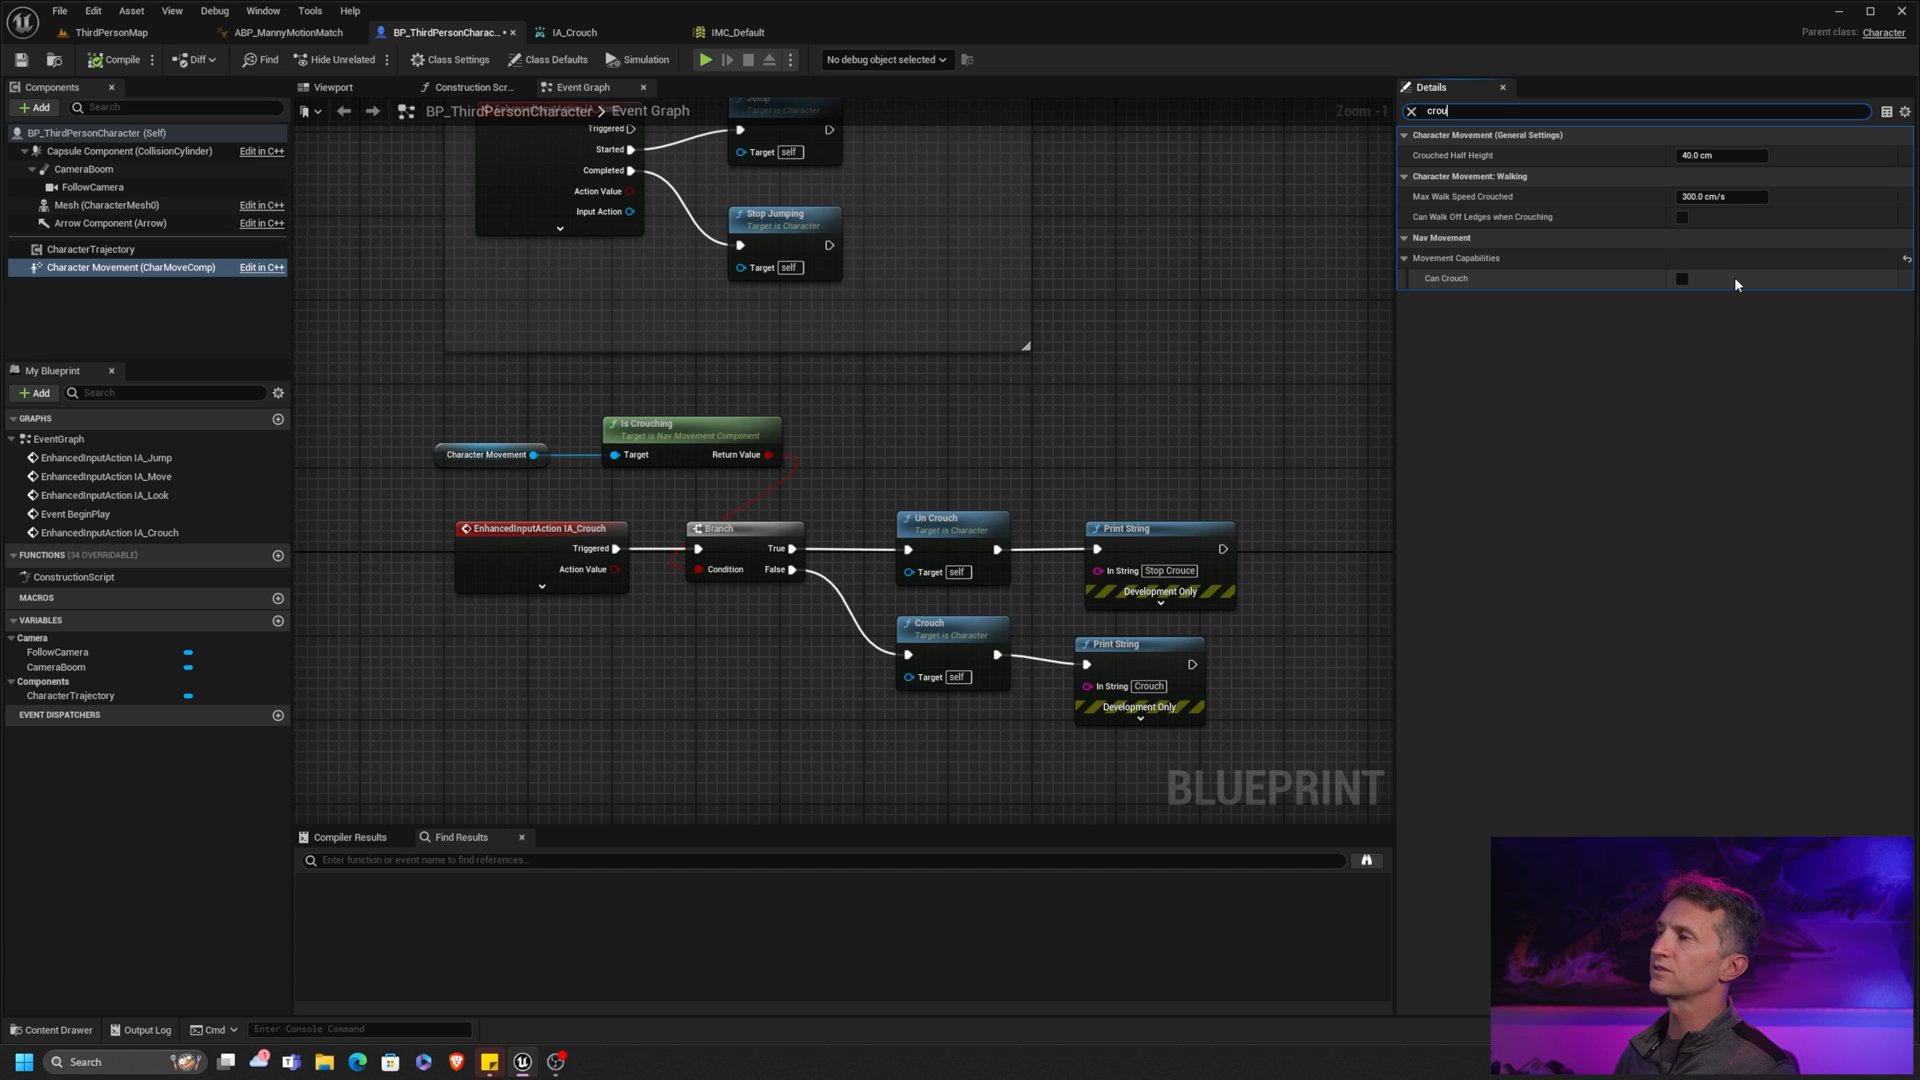 File Edit Asset View Debug Window Tools Help
ThirdPersonMap ABP_MannyMotionMatch BP_ThirdPersonCharac... IA_Crouch IMC_Default
Parent class: Character
Compile Diff Find Hide Unrelated Class Settings Class Defaults Simulation No debug object selected
Components
Add Search
BP_ThirdPersonCharacter (Self)
Capsule Component (CollisionCylinder) Edit in C++
CameraBoom
FollowCamera
Mesh (CharacterMesh0) Edit in C++
Arrow Component (Arrow) Edit in C++
CharacterTrajectory
Character Movement (CharMoveComp) Edit in C++
My Blueprint
Add Search
GRAPHS
EventGraph
EnhancedInputAction IA_Jump
EnhancedInputAction IA_Move
EnhancedInputAction IA_Look
Event BeginPlay
EnhancedInputAction IA_Crouch
FUNCTIONS (34 OVERRIDABLE)
ConstructionScript
MACROS
VARIABLES
Camera
FollowCamera
CameraBoom
Components
CharacterTrajectory
EVENT DISPATCHERS
Viewport Construction Scr... Event Graph
BP_ThirdPersonCharacter > Event Graph
Zoom -1
Jump
Target is Character
Target self
Triggered
Started
Completed
Action Value
Input Action
Stop Jumping
Target is Character
Target self
Character Movement
Is Crouching
Target is Nav Movement Component
Target Return Value
EnhancedInputAction IA_Crouch
Triggered
Action Value
Branch
True
Condition False
Un Crouch
Target is Character
Target self
Print String
In String Stop Crouce
Development Only
Crouch
Target is Character
Target self
Print String
In String Crouch
Development Only
BLUEPRINT
Compiler Results Find Results
Enter function or event name to find references...
Details
crou
Character Movement (General Settings)
Crouched Half Height 40.0 cm
Character Movement: Walking
Max Walk Speed Crouched 300.0 cm/s
Can Walk Off Ledges when Crouching
Nav Movement
Movement Capabilities
Can Crouch
Content Drawer Output Log Cmd Enter Console Command
Search